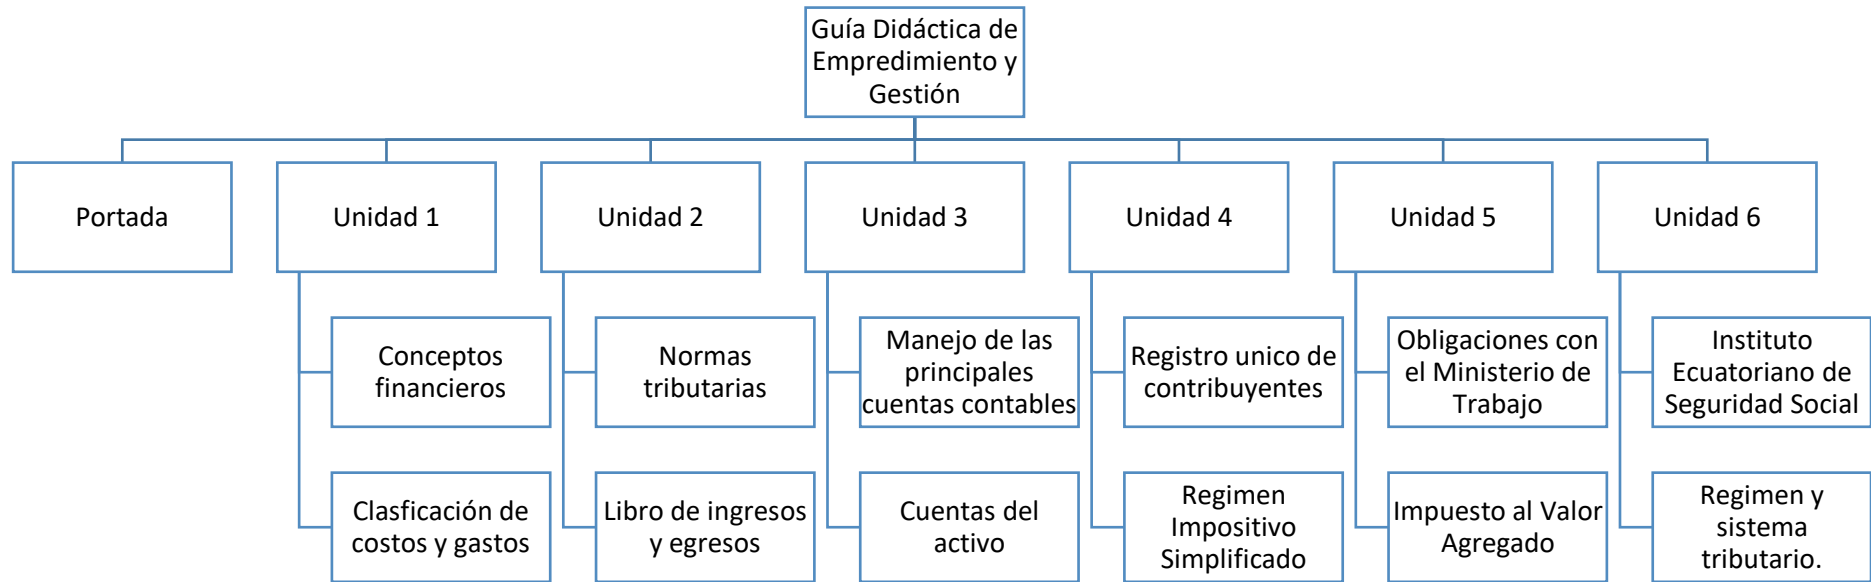 Guía Didáctica de
Empredimiento y
Gestión
Portada
Unidad 1
Unidad 2
Unidad 3
Unidad 4
Unidad 5
Unidad 6
Conceptos
financieros
Normas
tributarias
Manejo de las
principales
cuentas contables
Registro unico de
contribuyentes
Obligaciones con
el Ministerio de
Trabajo
Instituto
Ecuatoriano de
Seguridad Social
Clasficación de
costos y gastos
Libro de ingresos
y egresos
Cuentas del
activo
Regimen
Impositivo
Simplificado
Impuesto al Valor
Agregado
Regimen y
sistema
tributario.